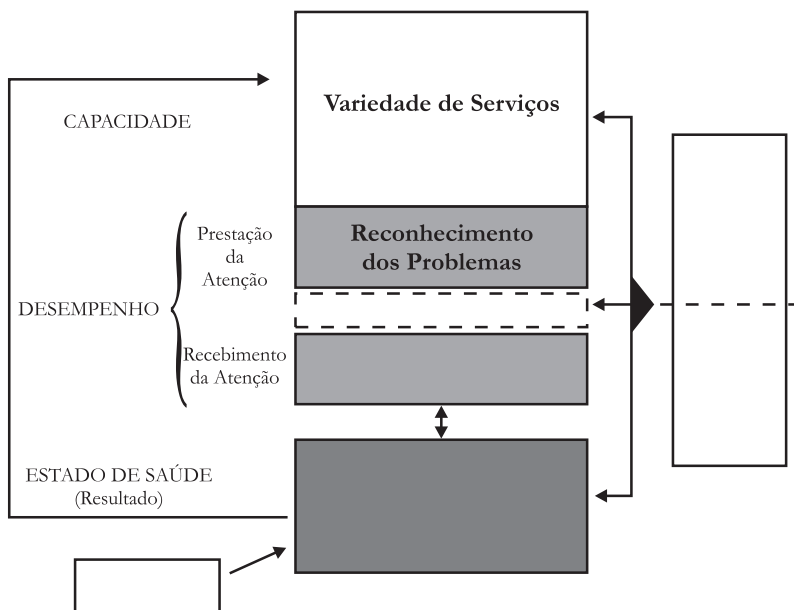 Variedade de Serviços
CAPACIDADE
Prestação
da
Atenção
Reconhecimento
dos Problemas
DESEMPENHO
Recebimento
da Atenção
ESTADO DE SAÚDE
(Resultado)